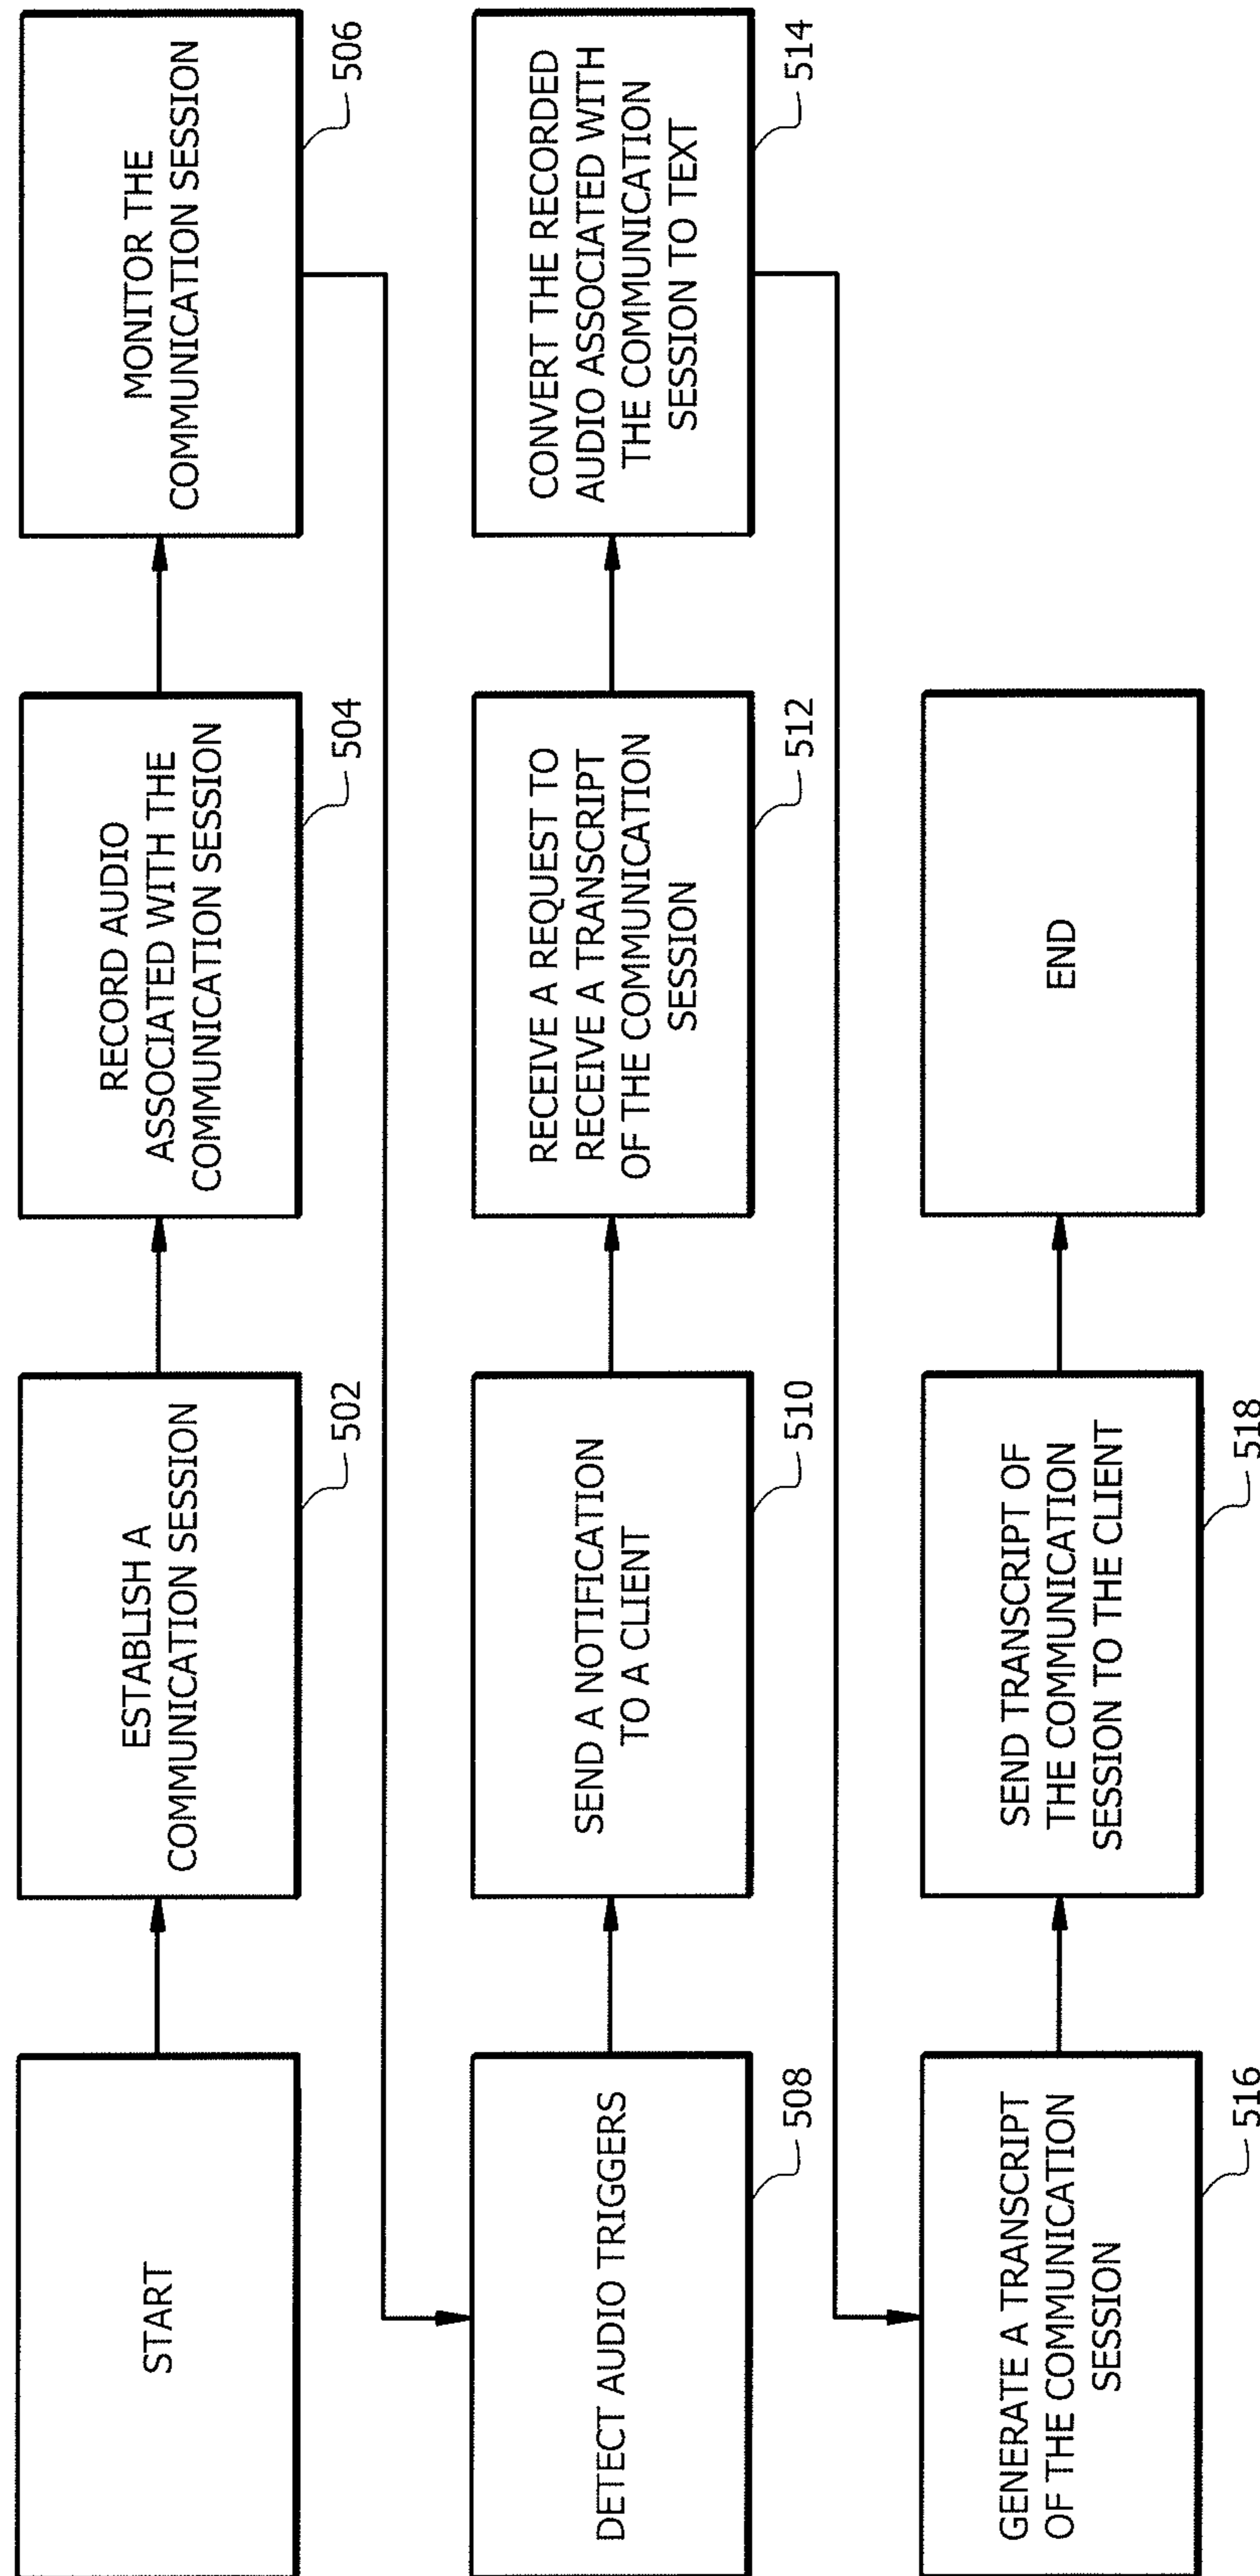 START
ESTABLISH A
COMMUNICATION SESSION
502
RECORD AUDIO
ASSOCIATED WITH THE
COMMUNICATION SESSION
504
MONITOR THE
COMMUNICATION SESSION
506
DETECT AUDIO TRIGGERS
508
SEND A NOTIFICATION
TO A CLIENT
510
RECEIVE A REQUEST TO
RECEIVE A TRANSCRIPT
OF THE COMMUNICATION
SESSION
512
CONVERT THE RECORDED
AUDIO ASSOCIATED WITH
THE COMMUNICATION
SESSION TO TEXT
514
GENERATE A TRANSCRIPT
OF THE COMMUNICATION
SESSION
516
SEND TRANSCRIPT OF
THE COMMUNICATION
SESSION TO THE CLIENT
518
END